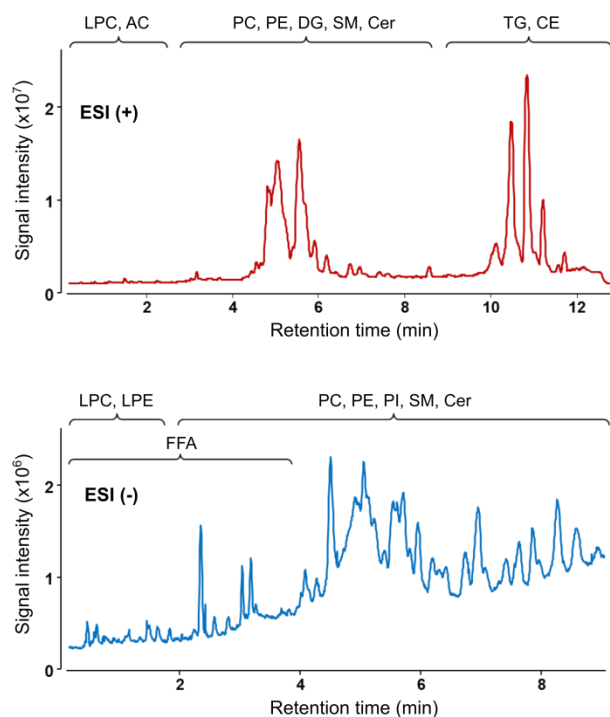 LPC, AC
PC, PE, DG, SM, Cer
TG, CE
Signal intensity (x10⁷)
ESI (+)
2
1
0
2
4
6
8
10
12
Retention time (min)
LPC, LPE
PC, PE, PI, SM, Cer
FFA
Signal intensity (x10⁶)
ESI (-)
2
1
0
2
4
6
8
Retention time (min)